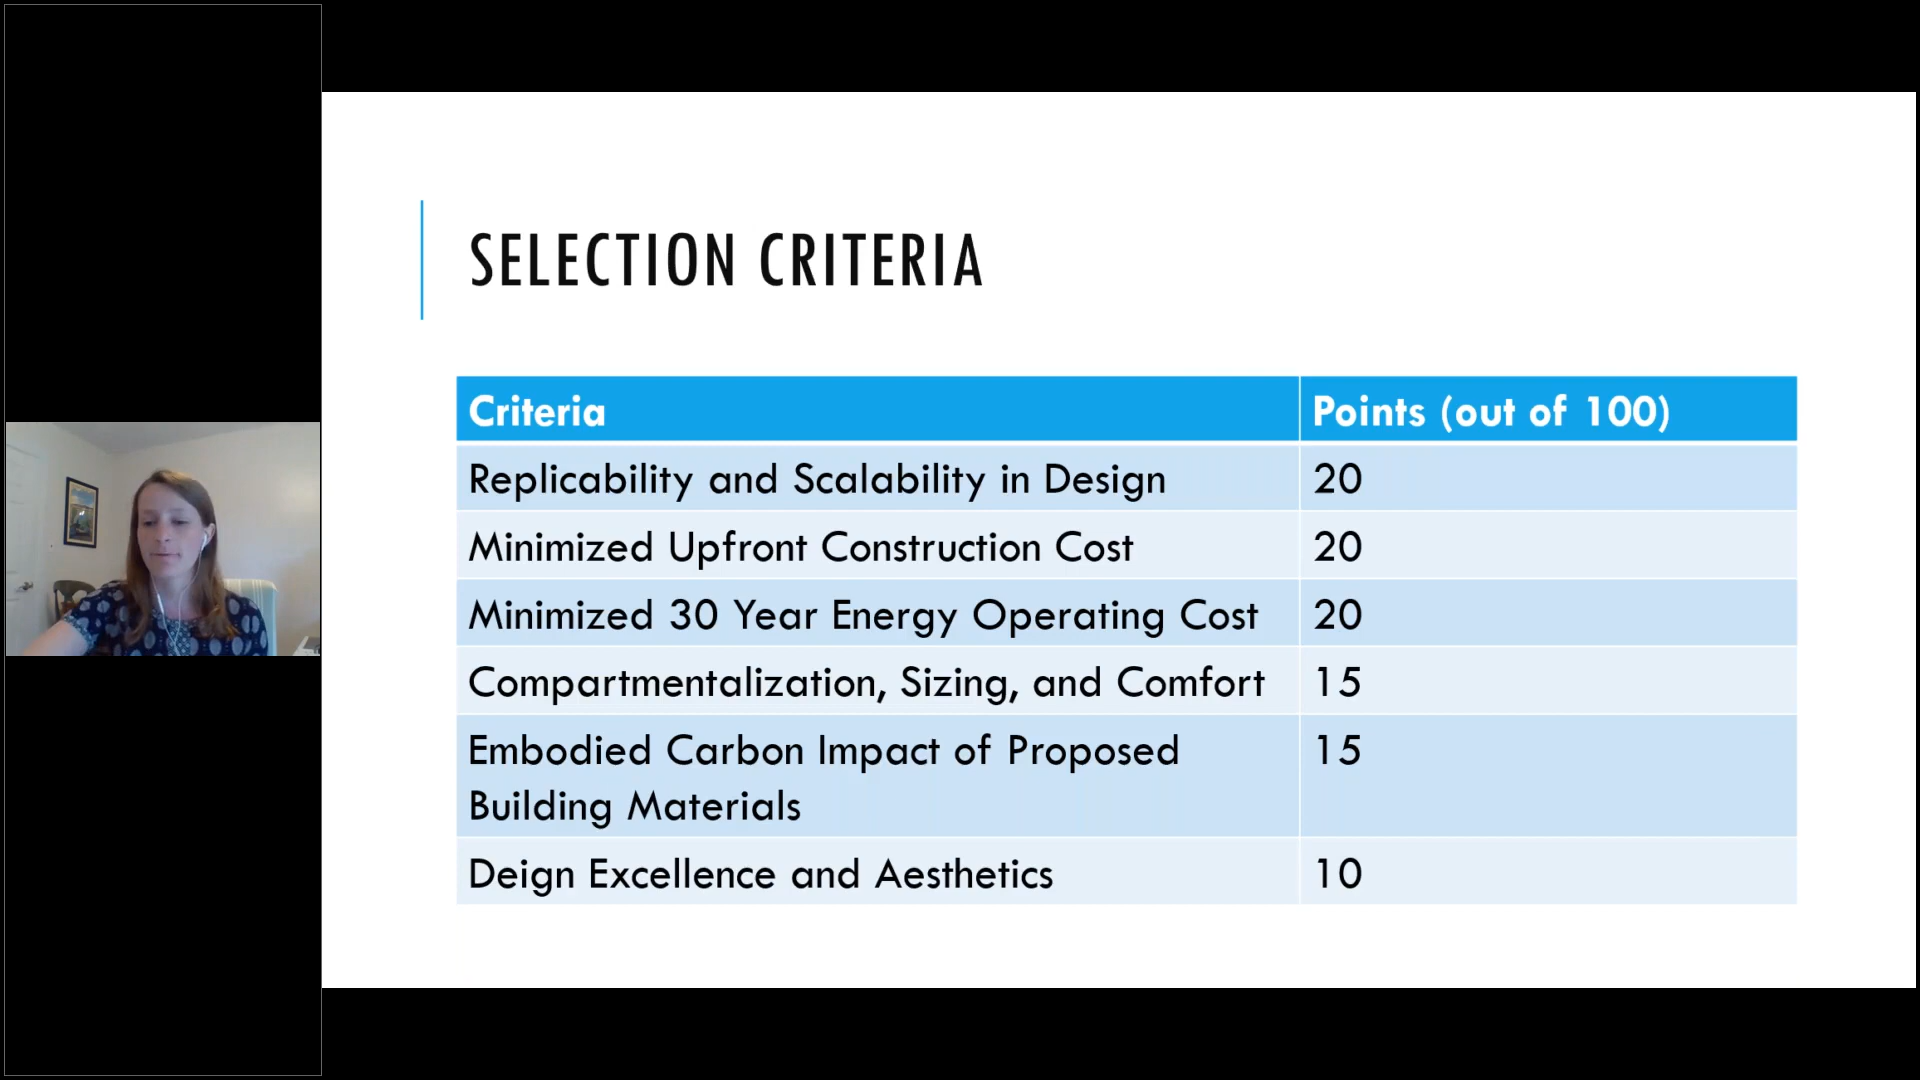 SELECTION CRITERIA
Criteria Points (out of 100)
Replicability and Scalability in Design 20
Minimized Upfront Construction Cost 20
Minimized 30 Year Energy Operating Cost 20
Compartmentalization, Sizing, and Comfort 15
Embodied Carbon Impact of Proposed 15
Building Materials
Deign Excellence and Aesthetics 10